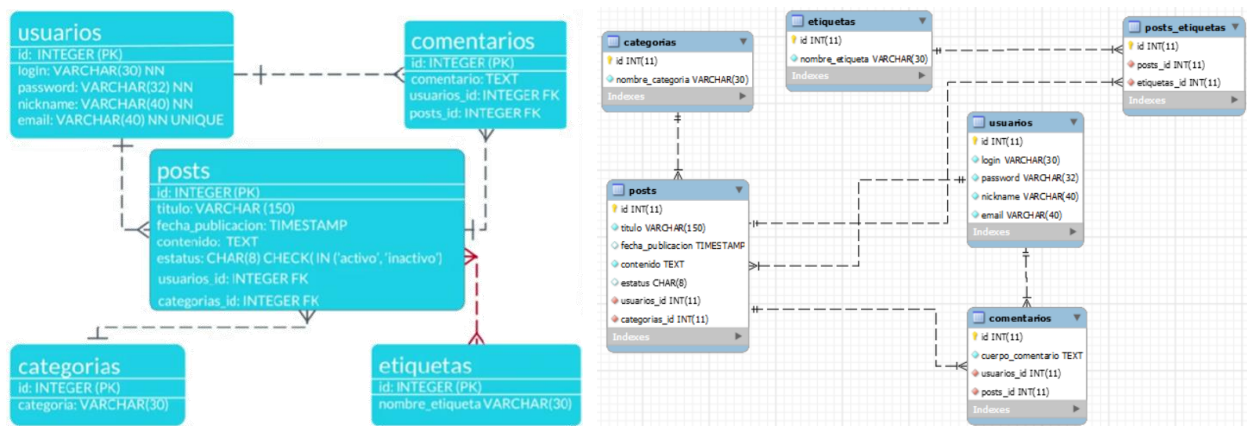 usuarios
id: INTEGER (PK)
login: VARCHAR(30) NN
password: VARCHAR(32) NN
nickname: VARCHAR(40) NN
email: VARCHAR(40) NN UNIQUE
comentarios
id: INTEGER (PK)
comentario: TEXT
usuarios_id: INTEGER FK
posts_id: INTEGER FK
posts
id: INTEGER (PK)
titulo: VARCHAR (150)
fecha_publicacion: TIMESTAMP
contenido: TEXT
estatus: CHAR(8) CHECK( IN ('activo', 'inactivo')
usuarios_id: INTEGER FK
categorias_id: INTEGER FK
categorias
id: INTEGER (PK)
categoria: VARCHAR(30)
etiquetas
id: INTEGER (PK)
nombre_etiqueta VARCHAR(30)
categorias
id INT(11)
nombre_categoria VARCHAR(30)
Indexes
etiquetas
id INT(11)
nombre_etiqueta VARCHAR(30)
Indexes
posts_etiquetas
id INT(11)
posts_id INT(11)
etiquetas_id INT(11)
Indexes
usuarios
id INT(11)
login VARCHAR(30)
password VARCHAR(32)
nickname VARCHAR(40)
email VARCHAR(40)
Indexes
posts
id INT(11)
titulo VARCHAR(150)
fecha_publicacion TIMESTAMP
contenido TEXT
estatus CHAR(8)
usuarios_id INT(11)
categorias_id INT(11)
Indexes
comentarios
id INT(11)
cuerpo_comentario TEXT
usuarios_id INT(11)
posts_id INT(11)
Indexes